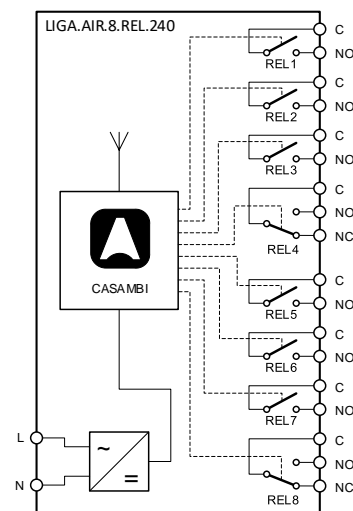 LIGA.AIR.8.REL.240
C
NO
REL1
C
NO
REL2
C
NO
REL3
C
NO
NC
REL4
CASAMBI
C
NO
REL5
C
NO
REL6
C
NO
REL7
C
NO
NC
REL8
L
N
~
=